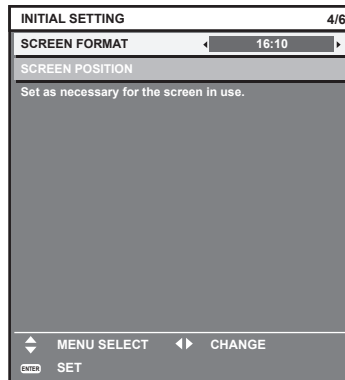 INITIAL SETTING 4/6
SCREEN FORMAT 16:10
SCREEN POSITION
Set as necessary for the screen in use.
MENU SELECT CHANGE
ENTER SET